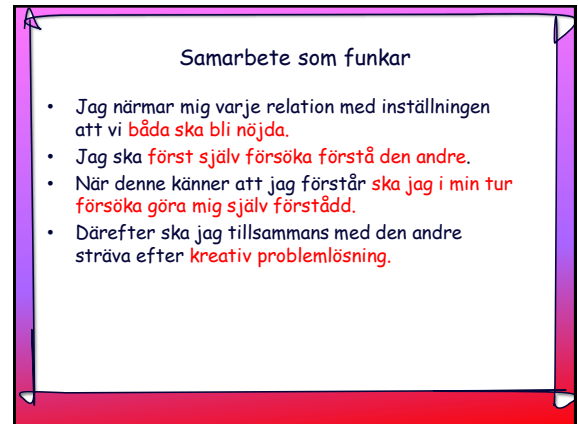 Samarbete som funkar
• Jag närmar mig varje relation med inställningen
att vi båda ska bli nöjda.
• Jag ska först själv försöka förstå den andre.
• När denne känner att jag förstår ska jag i min tur
försöka göra mig själv förstådd.
• Därefter ska jag tillsammans med den andre
sträva efter kreativ problemlösning.